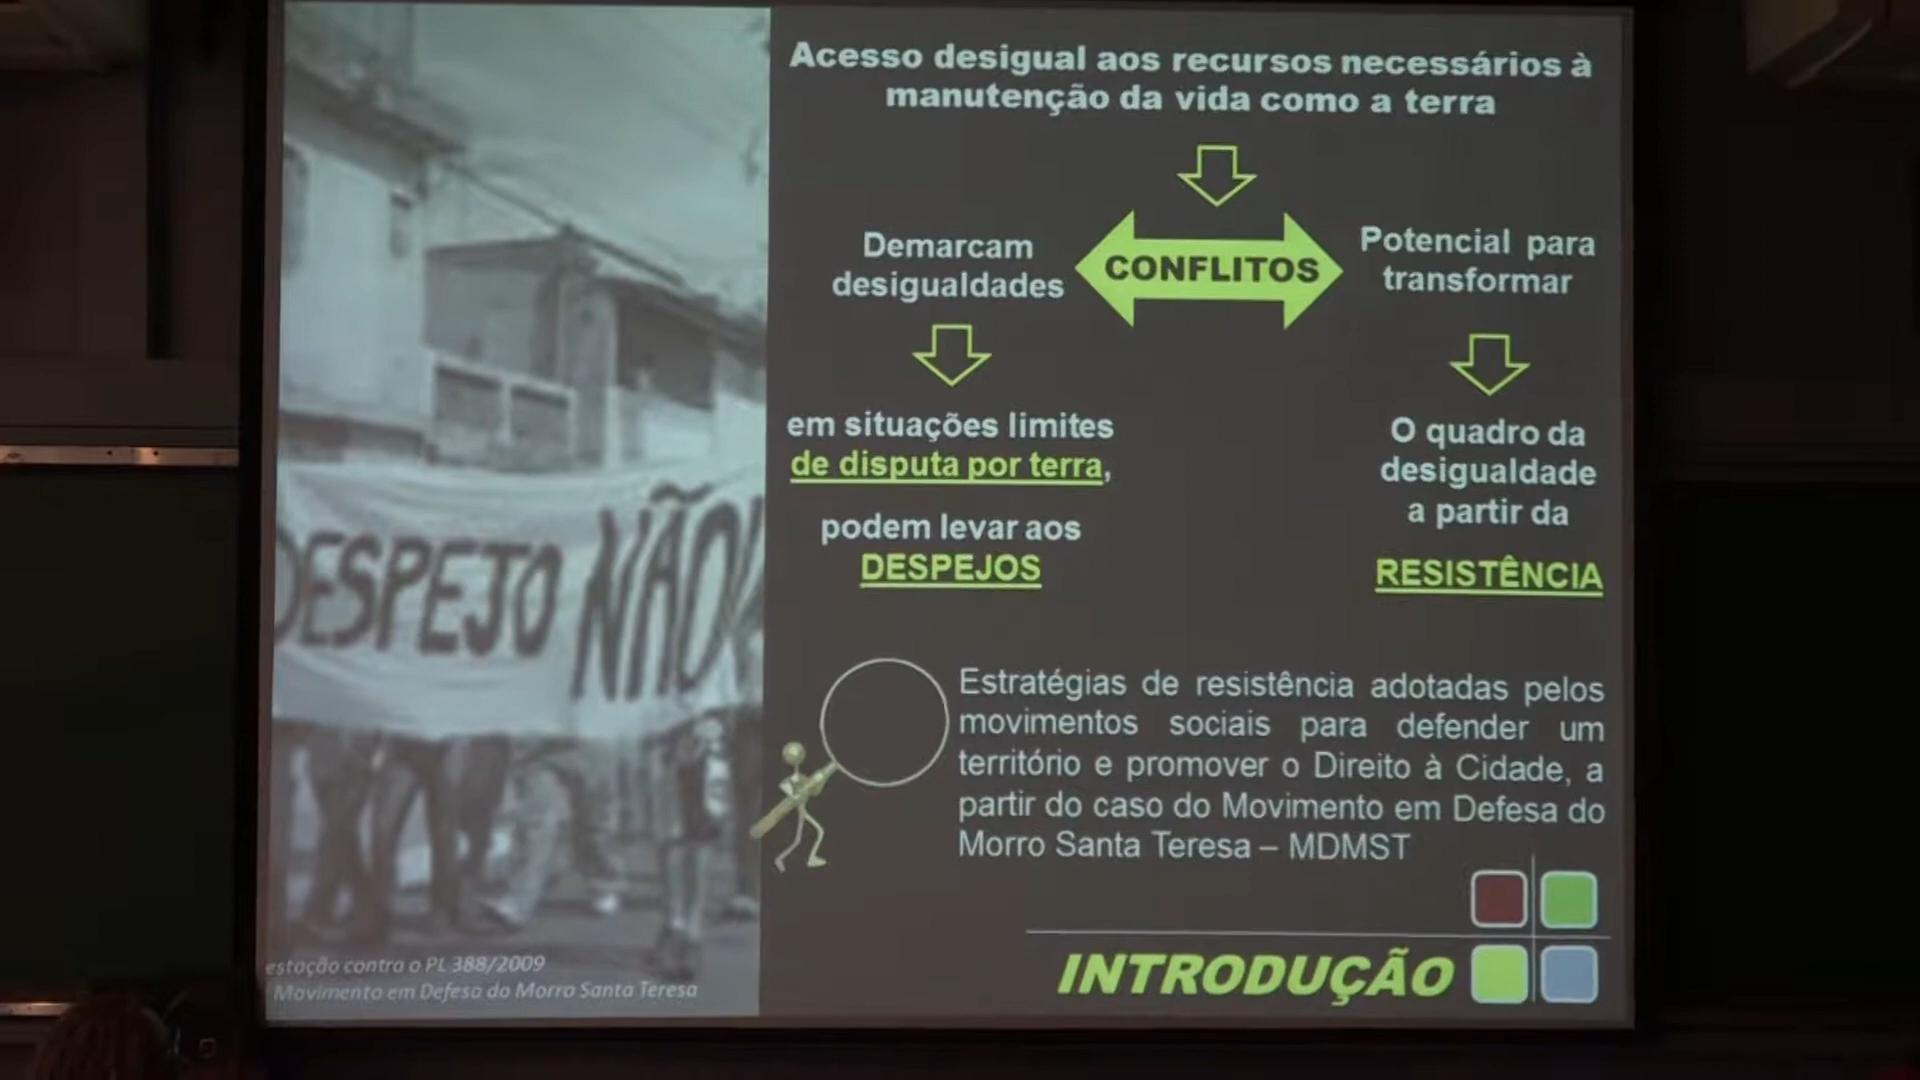 Acesso desigual aos recursos necessários à
manutenção da vida como a terra
CONFLITOS
Demarcam
desigualdades
em situações limites
de disputa por terra,
podem levar aos
DESPEJOS
Potencial para
transformar
O quadro da
desigualdade
a partir da
RESISTÊNCIA
Estratégias de resistência adotadas pelos
movimentos sociais para defender um
território e promover o Direito à Cidade, a
partir do caso do Movimento em Defesa do
Morro Santa Teresa – MDMST
INTRODUÇÃO
DESPEJO NÃO!
estação contra o PL 388/2009
Movimento em Defesa do Morro Santa Teresa